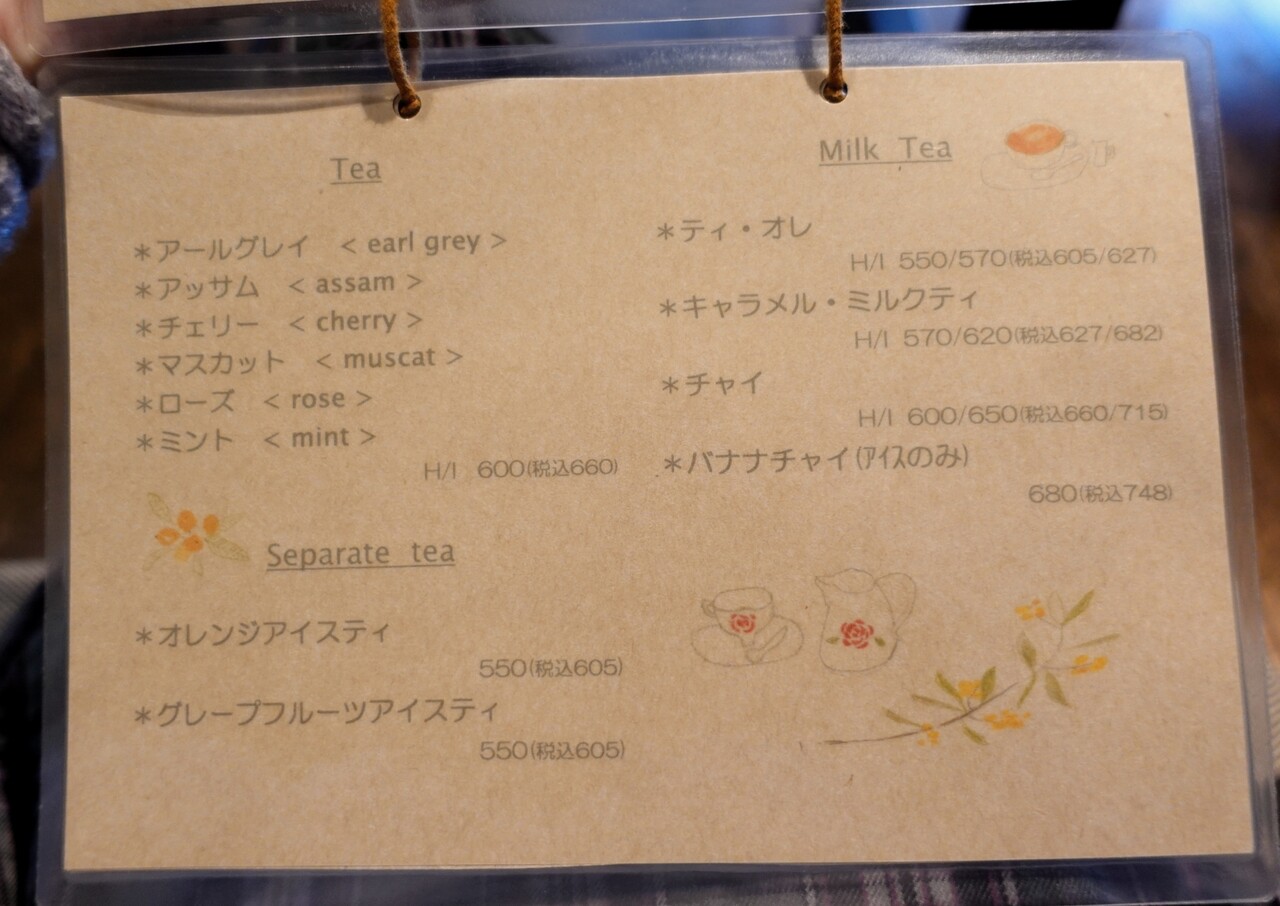 Tea
*アールグレイ < earl grey >
*アッサム < assam >
*チェリー < cherry >
*マスカット < muscat >
*ローズ < rose >
*ミント < mint >
H/I 600(税込660)
Separate tea
*オレンジアイスティ
550(税込605)
*グレープフルーツアイスティ
550(税込605)
Milk Tea
*ティ・オレ
H/I 550/570(税込605/627)
*キャラメル・ミルクティ
H/I 570/620(税込627/682)
*チャイ
H/I 600/650(税込660/715)
*バナナチャイ(ｱｲｽのみ)
680(税込748)